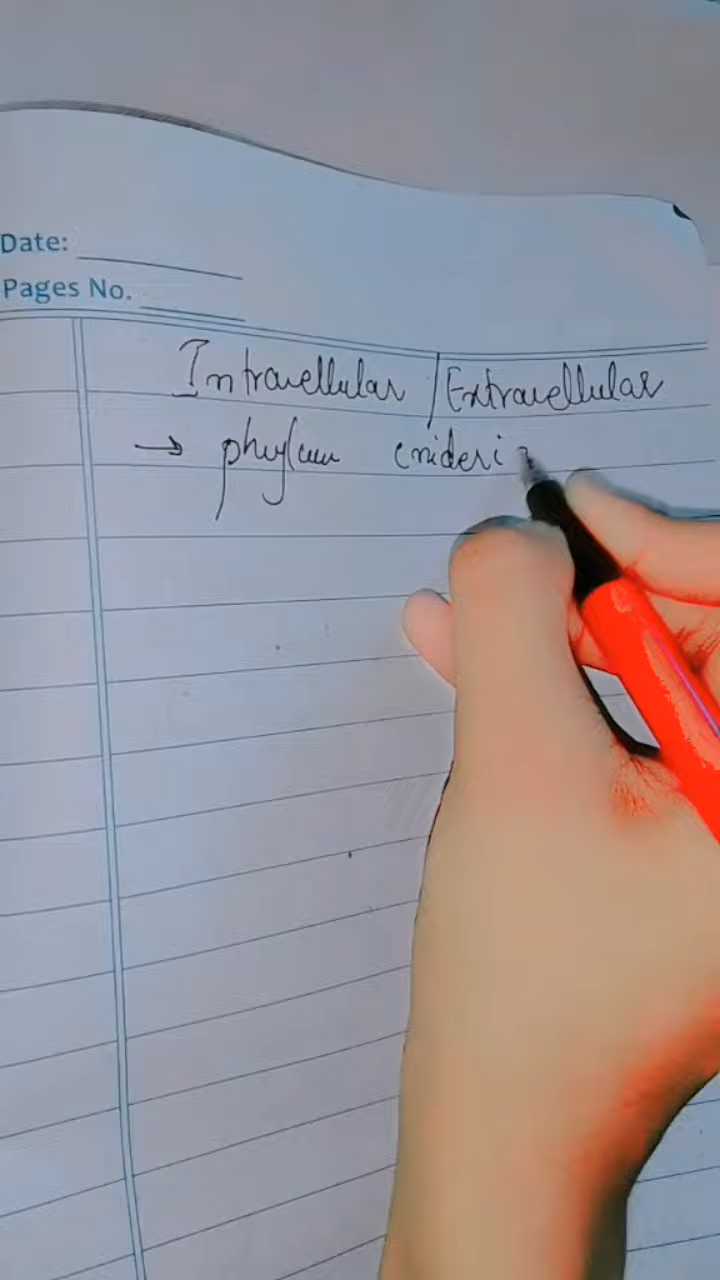 Date:
Pages No.
Intracellular / Extracellular
→ phylum cnideri